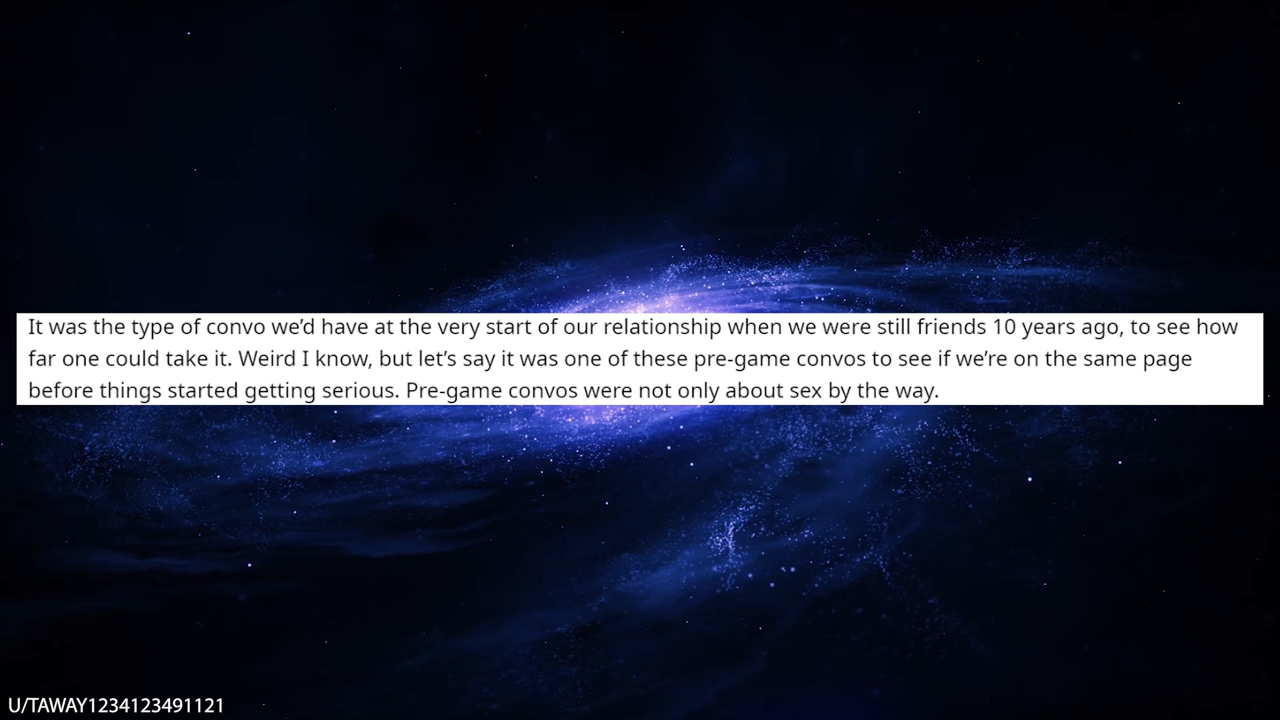 It was the type of convo we’d have at the very start of our relationship when we were still friends 10 years ago, to see how
far one could take it. Weird I know, but let’s say it was one of these pre-game convos to see if we’re on the same page
before things started getting serious. Pre-game convos were not only about sex by the way.
U/TAWAY1234123491121